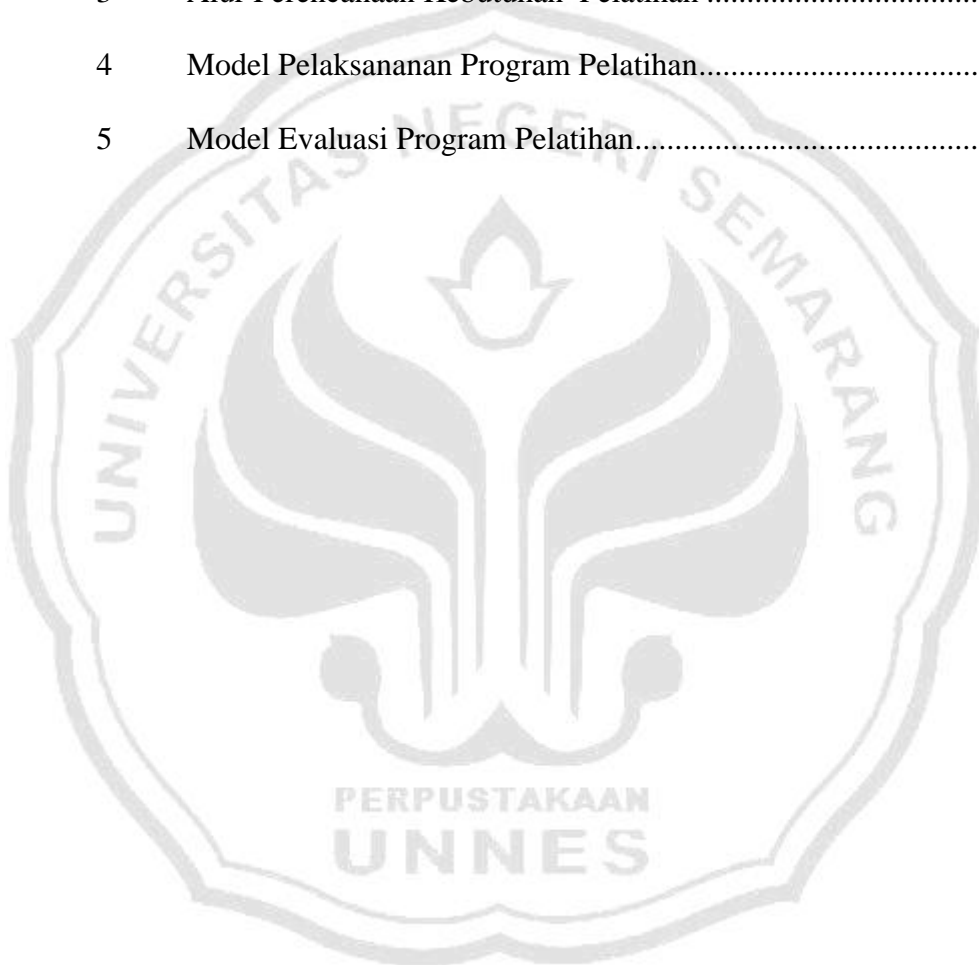 4 Model Pelaksananan Program Pelatihan......................................
5 Model Evaluasi Program Pelatihan.............................................
UNIVERSITAS NEGERI SEMARANG
PERPUSTAKAAN
UNNES